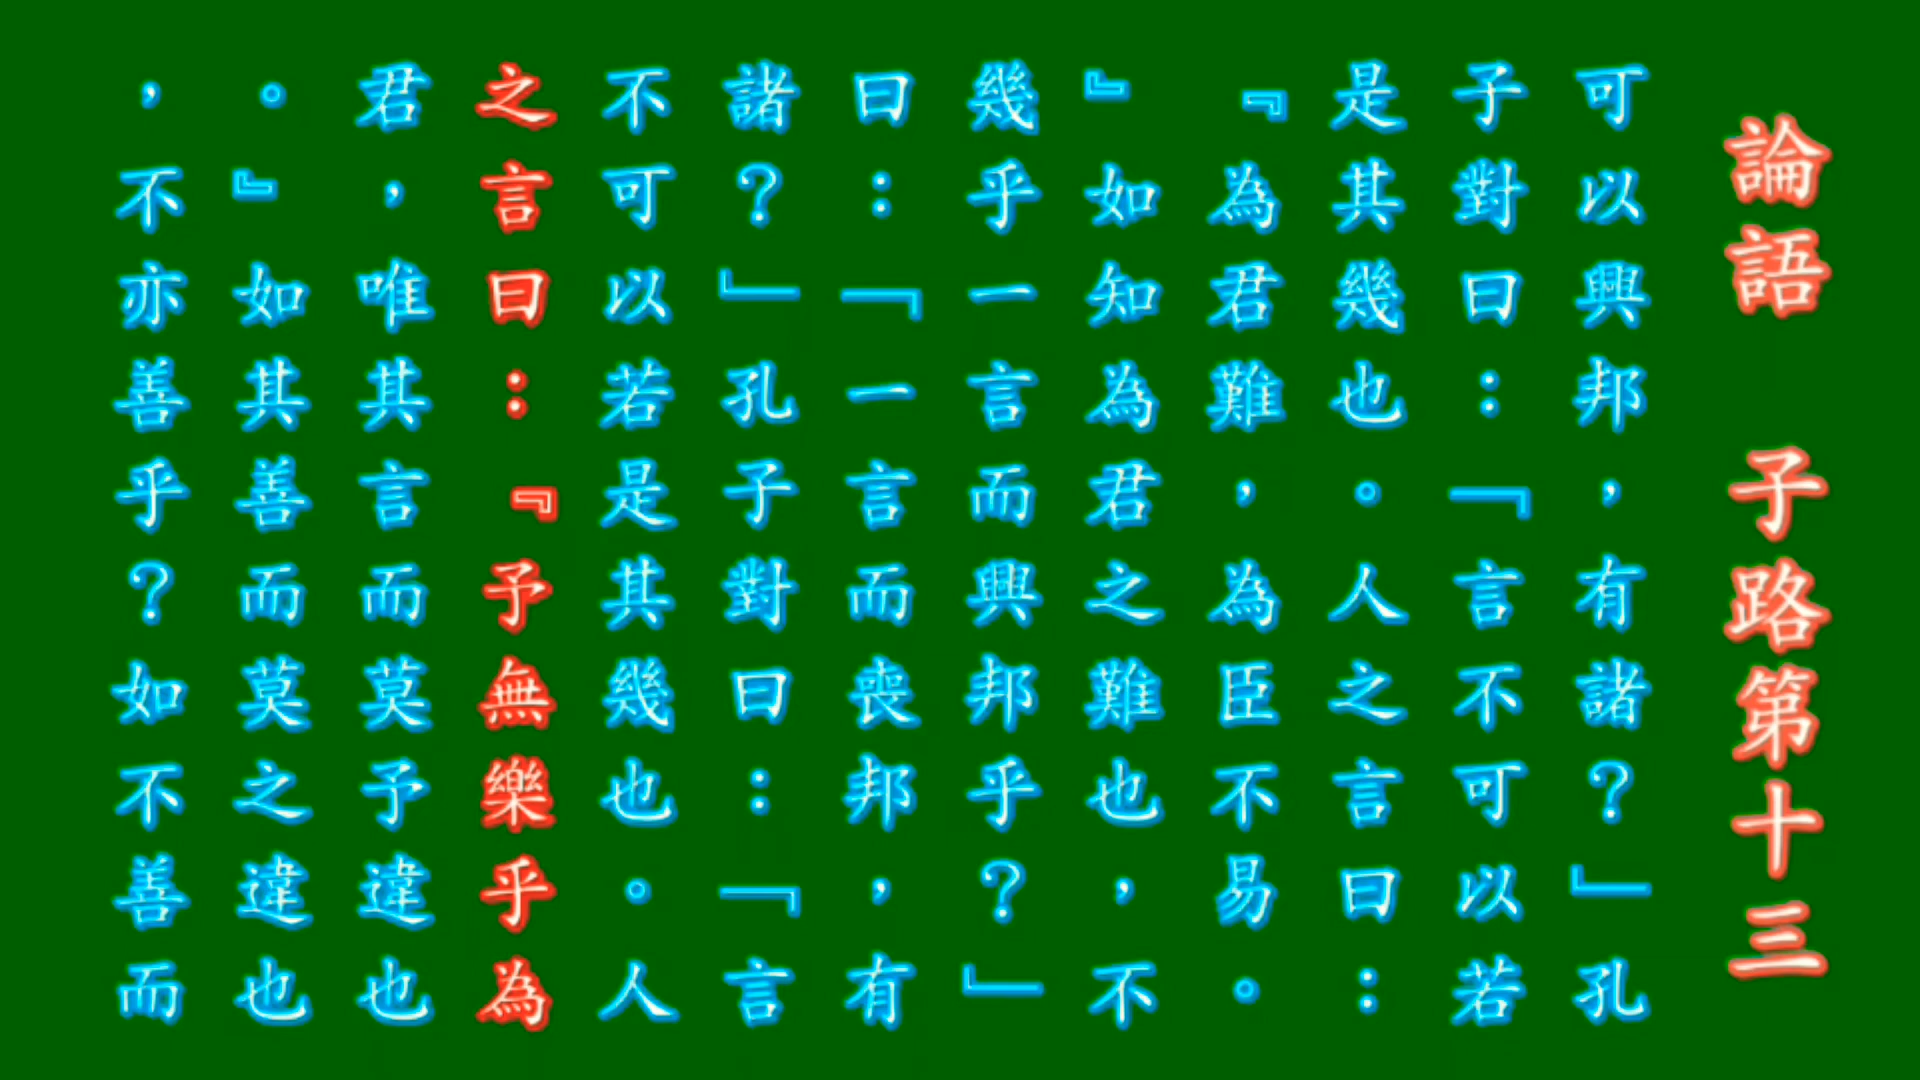 論語 子路第十三
可以興邦，有諸？」孔
子對曰：「言不可以若
是其幾也。人之言曰：
『為君難，為臣不易。
』如知為君之難也，不
幾乎一言而興邦乎？」
曰：「一言而喪邦，有
諸？」孔子對曰：「言
不可以若是其幾也。人
之言曰：『予無樂乎為
君，唯其言而莫予違也
。』如其善而莫之違也
，不亦善乎？如不善而